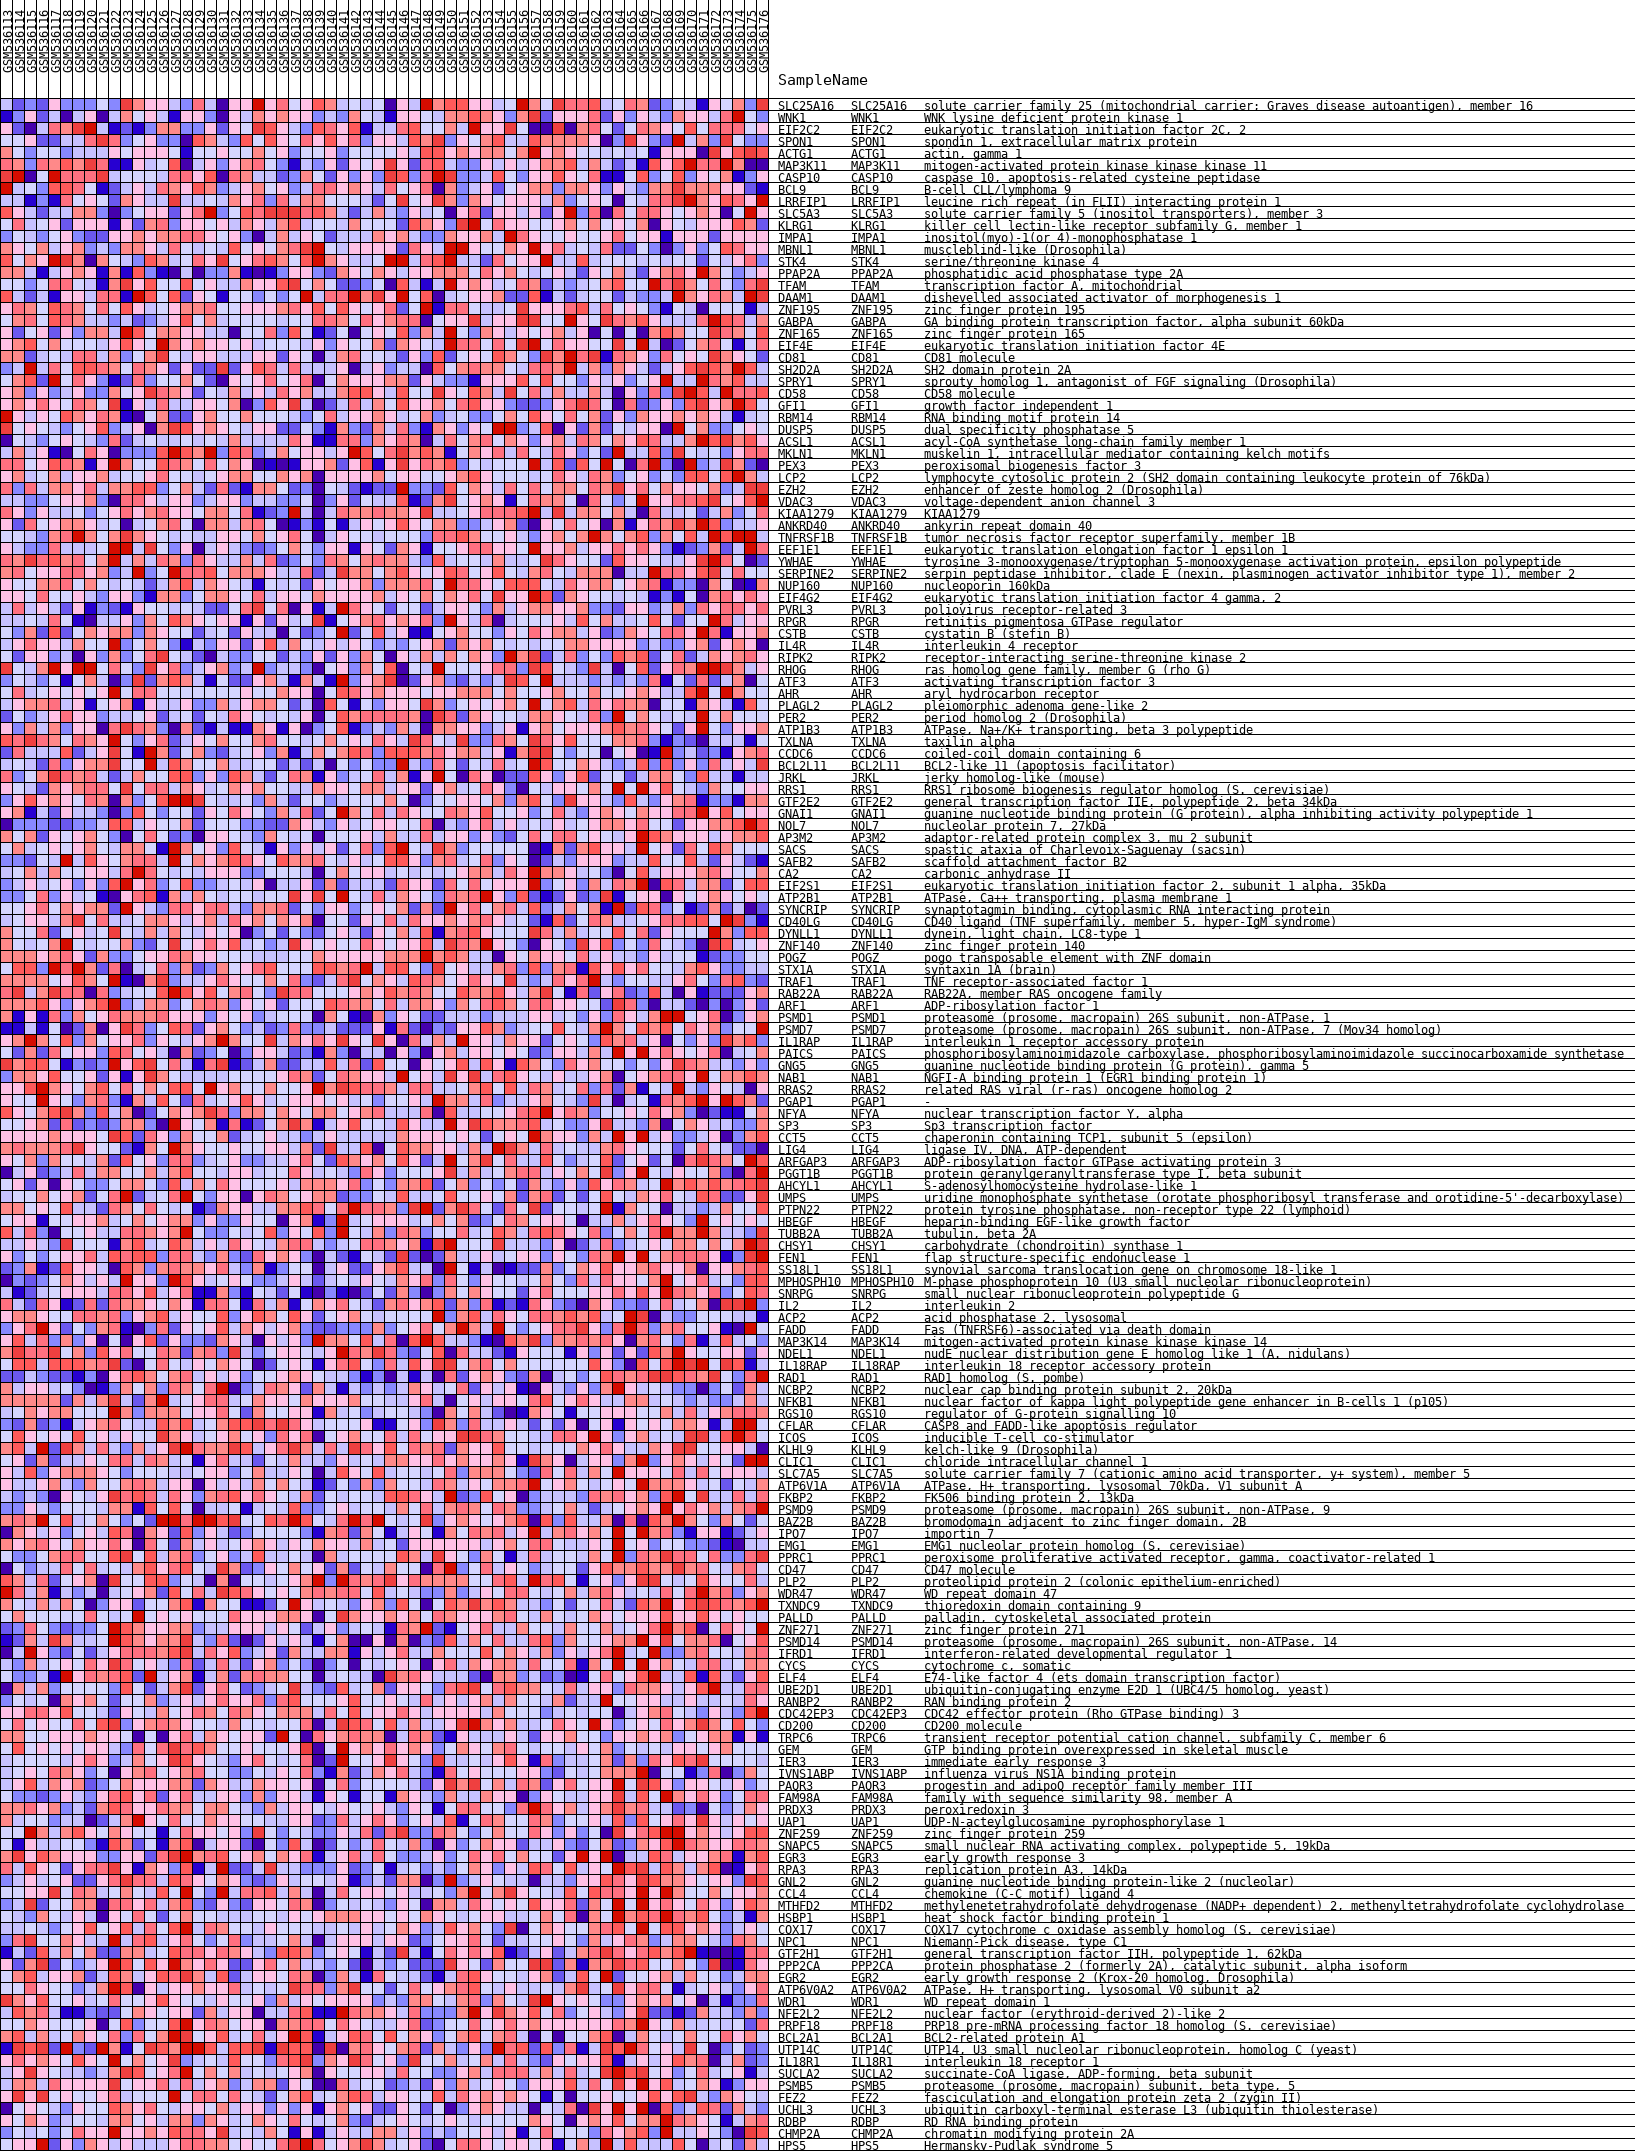 GSM536113 GSM536114 GSM536115 GSM536116 GSM536118 GSM536119 GSM536120 GSM536121 GSM536122 GSM536123 GSM536124 GSM536125 GSM536126 GSM536127 GSM536128 GSM536129 GSM536130 GSM536131 GSM536132 GSM536133 GSM536134 GSM536135 GSM536136 GSM536137 GSM536138 GSM536139 GSM536140 GSM536141 GSM536142 GSM536143 GSM536144 GSM536145 GSM536146 GSM536147 GSM536148 GSM536149 GSM536150 GSM536151 GSM536152 GSM536153 GSM536154 GSM536155 GSM536156 GSM536157 GSM536158 GSM536159 GSM536160 GSM536161 GSM536162 GSM536163 GSM536164 GSM536165 GSM536166 GSM536167 GSM536168 GSM536169 GSM536170 GSM536171 GSM536172 GSM536173 GSM536174 GSM536175 GSM536176
SampleName
SLC25A16 SLC25A16 solute carrier family 25 (mitochondrial carrier; Graves disease autoantigen), member 16
WNK1 WNK1 WNK lysine deficient protein kinase 1
EIF2C2 EIF2C2 eukaryotic translation initiation factor 2C, 2
SPON1 SPON1 spondin 1, extracellular matrix protein
ACTG1 ACTG1 actin, gamma 1
MAP3K11 MAP3K11 mitogen-activated protein kinase kinase kinase 11
CASP10 CASP10 caspase 10, apoptosis-related cysteine peptidase
BCL9 BCL9 B-cell CLL/lymphoma 9
LRRFIP1 LRRFIP1 leucine rich repeat (in FLII) interacting protein 1
SLC5A3 SLC5A3 solute carrier family 5 (inositol transporters), member 3
KLRG1 KLRG1 killer cell lectin-like receptor subfamily G, member 1
IMPA1 IMPA1 inositol(myo)-1(or 4)-monophosphatase 1
MBNL1 MBNL1 muscleblind-like (Drosophila)
STK4 STK4 serine/threonine kinase 4
PPAP2A PPAP2A phosphatidic acid phosphatase type 2A
TFAM TFAM transcription factor A, mitochondrial
DAAM1 DAAM1 dishevelled associated activator of morphogenesis 1
ZNF195 ZNF195 zinc finger protein 195
GABPA GABPA GA binding protein transcription factor, alpha subunit 60kDa
ZNF165 ZNF165 zinc finger protein 165
EIF4E EIF4E eukaryotic translation initiation factor 4E
CD81 CD81 CD81 molecule
SH2D2A SH2D2A SH2 domain protein 2A
SPRY1 SPRY1 sprouty homolog 1, antagonist of FGF signaling (Drosophila)
CD58 CD58 CD58 molecule
GFI1 GFI1 growth factor independent 1
RBM14 RBM14 RNA binding motif protein 14
DUSP5 DUSP5 dual specificity phosphatase 5
ACSL1 ACSL1 acyl-CoA synthetase long-chain family member 1
MKLN1 MKLN1 muskelin 1, intracellular mediator containing kelch motifs
PEX3 PEX3 peroxisomal biogenesis factor 3
LCP2 LCP2 lymphocyte cytosolic protein 2 (SH2 domain containing leukocyte protein of 76kDa)
EZH2 EZH2 enhancer of zeste homolog 2 (Drosophila)
VDAC3 VDAC3 voltage-dependent anion channel 3
KIAA1279 KIAA1279 KIAA1279
ANKRD40 ANKRD40 ankyrin repeat domain 40
TNFRSF1B TNFRSF1B tumor necrosis factor receptor superfamily, member 1B
EEF1E1 EEF1E1 eukaryotic translation elongation factor 1 epsilon 1
YWHAE YWHAE tyrosine 3-monooxygenase/tryptophan 5-monooxygenase activation protein, epsilon polypeptide
SERPINE2 SERPINE2 serpin peptidase inhibitor, clade E (nexin, plasminogen activator inhibitor type 1), member 2
NUP160 NUP160 nucleoporin 160kDa
EIF4G2 EIF4G2 eukaryotic translation initiation factor 4 gamma, 2
PVRL3 PVRL3 poliovirus receptor-related 3
RPGR RPGR retinitis pigmentosa GTPase regulator
CSTB CSTB cystatin B (stefin B)
IL4R IL4R interleukin 4 receptor
RIPK2 RIPK2 receptor-interacting serine-threonine kinase 2
RHOG RHOG ras homolog gene family, member G (rho G)
ATF3 ATF3 activating transcription factor 3
AHR AHR aryl hydrocarbon receptor
PLAGL2 PLAGL2 pleiomorphic adenoma gene-like 2
PER2 PER2 period homolog 2 (Drosophila)
ATP1B3 ATP1B3 ATPase, Na+/K+ transporting, beta 3 polypeptide
TXLNA TXLNA taxilin alpha
CCDC6 CCDC6 coiled-coil domain containing 6
BCL2L11 BCL2L11 BCL2-like 11 (apoptosis facilitator)
JRKL JRKL jerky homolog-like (mouse)
RRS1 RRS1 RRS1 ribosome biogenesis regulator homolog (S. cerevisiae)
GTF2E2 GTF2E2 general transcription factor IIE, polypeptide 2, beta 34kDa
GNAI1 GNAI1 guanine nucleotide binding protein (G protein), alpha inhibiting activity polypeptide 1
NOL7 NOL7 nucleolar protein 7, 27kDa
AP3M2 AP3M2 adaptor-related protein complex 3, mu 2 subunit
SACS SACS spastic ataxia of Charlevoix-Saguenay (sacsin)
SAFB2 SAFB2 scaffold attachment factor B2
CA2 CA2 carbonic anhydrase II
EIF2S1 EIF2S1 eukaryotic translation initiation factor 2, subunit 1 alpha, 35kDa
ATP2B1 ATP2B1 ATPase, Ca++ transporting, plasma membrane 1
SYNCRIP SYNCRIP synaptotagmin binding, cytoplasmic RNA interacting protein
CD40LG CD40LG CD40 ligand (TNF superfamily, member 5, hyper-IgM syndrome)
DYNLL1 DYNLL1 dynein, light chain, LC8-type 1
ZNF140 ZNF140 zinc finger protein 140
POGZ POGZ pogo transposable element with ZNF domain
STX1A STX1A syntaxin 1A (brain)
TRAF1 TRAF1 TNF receptor-associated factor 1
RAB22A RAB22A RAB22A, member RAS oncogene family
ARF1 ARF1 ADP-ribosylation factor 1
PSMD1 PSMD1 proteasome (prosome, macropain) 26S subunit, non-ATPase, 1
PSMD7 PSMD7 proteasome (prosome, macropain) 26S subunit, non-ATPase, 7 (Mov34 homolog)
IL1RAP IL1RAP interleukin 1 receptor accessory protein
PAICS PAICS phosphoribosylaminoimidazole carboxylase, phosphoribosylaminoimidazole succinocarboxamide synthetase
GNG5 GNG5 guanine nucleotide binding protein (G protein), gamma 5
NAB1 NAB1 NGFI-A binding protein 1 (EGR1 binding protein 1)
RRAS2 RRAS2 related RAS viral (r-ras) oncogene homolog 2
PGAP1 PGAP1 -
NFYA NFYA nuclear transcription factor Y, alpha
SP3 SP3 Sp3 transcription factor
CCT5 CCT5 chaperonin containing TCP1, subunit 5 (epsilon)
LIG4 LIG4 ligase IV, DNA, ATP-dependent
ARFGAP3 ARFGAP3 ADP-ribosylation factor GTPase activating protein 3
PGGT1B PGGT1B protein geranylgeranyltransferase type I, beta subunit
AHCYL1 AHCYL1 S-adenosylhomocysteine hydrolase-like 1
UMPS UMPS uridine monophosphate synthetase (orotate phosphoribosyl transferase and orotidine-5'-decarboxylase)
PTPN22 PTPN22 protein tyrosine phosphatase, non-receptor type 22 (lymphoid)
HBEGF HBEGF heparin-binding EGF-like growth factor
TUBB2A TUBB2A tubulin, beta 2A
CHSY1 CHSY1 carbohydrate (chondroitin) synthase 1
FEN1 FEN1 flap structure-specific endonuclease 1
SS18L1 SS18L1 synovial sarcoma translocation gene on chromosome 18-like 1
MPHOSPH10 MPHOSPH10 M-phase phosphoprotein 10 (U3 small nucleolar ribonucleoprotein)
SNRPG SNRPG small nuclear ribonucleoprotein polypeptide G
IL2 IL2 interleukin 2
ACP2 ACP2 acid phosphatase 2, lysosomal
FADD FADD Fas (TNFRSF6)-associated via death domain
MAP3K14 MAP3K14 mitogen-activated protein kinase kinase kinase 14
NDEL1 NDEL1 nudE nuclear distribution gene E homolog like 1 (A. nidulans)
IL18RAP IL18RAP interleukin 18 receptor accessory protein
RAD1 RAD1 RAD1 homolog (S. pombe)
NCBP2 NCBP2 nuclear cap binding protein subunit 2, 20kDa
NFKB1 NFKB1 nuclear factor of kappa light polypeptide gene enhancer in B-cells 1 (p105)
RGS10 RGS10 regulator of G-protein signalling 10
CFLAR CFLAR CASP8 and FADD-like apoptosis regulator
ICOS ICOS inducible T-cell co-stimulator
KLHL9 KLHL9 kelch-like 9 (Drosophila)
CLIC1 CLIC1 chloride intracellular channel 1
SLC7A5 SLC7A5 solute carrier family 7 (cationic amino acid transporter, y+ system), member 5
ATP6V1A ATP6V1A ATPase, H+ transporting, lysosomal 70kDa, V1 subunit A
FKBP2 FKBP2 FK506 binding protein 2, 13kDa
PSMD9 PSMD9 proteasome (prosome, macropain) 26S subunit, non-ATPase, 9
BAZ2B BAZ2B bromodomain adjacent to zinc finger domain, 2B
IPO7 IPO7 importin 7
EMG1 EMG1 EMG1 nucleolar protein homolog (S. cerevisiae)
PPRC1 PPRC1 peroxisome proliferative activated receptor, gamma, coactivator-related 1
CD47 CD47 CD47 molecule
PLP2 PLP2 proteolipid protein 2 (colonic epithelium-enriched)
WDR47 WDR47 WD repeat domain 47
TXNDC9 TXNDC9 thioredoxin domain containing 9
PALLD PALLD palladin, cytoskeletal associated protein
ZNF271 ZNF271 zinc finger protein 271
PSMD14 PSMD14 proteasome (prosome, macropain) 26S subunit, non-ATPase, 14
IFRD1 IFRD1 interferon-related developmental regulator 1
CYCS CYCS cytochrome c, somatic
ELF4 ELF4 E74-like factor 4 (ets domain transcription factor)
UBE2D1 UBE2D1 ubiquitin-conjugating enzyme E2D 1 (UBC4/5 homolog, yeast)
RANBP2 RANBP2 RAN binding protein 2
CDC42EP3 CDC42EP3 CDC42 effector protein (Rho GTPase binding) 3
CD200 CD200 CD200 molecule
TRPC6 TRPC6 transient receptor potential cation channel, subfamily C, member 6
GEM GEM GTP binding protein overexpressed in skeletal muscle
IER3 IER3 immediate early response 3
IVNS1ABP IVNS1ABP influenza virus NS1A binding protein
PAQR3 PAQR3 progestin and adipoQ receptor family member III
FAM98A FAM98A family with sequence similarity 98, member A
PRDX3 PRDX3 peroxiredoxin 3
UAP1 UAP1 UDP-N-acteylglucosamine pyrophosphorylase 1
ZNF259 ZNF259 zinc finger protein 259
SNAPC5 SNAPC5 small nuclear RNA activating complex, polypeptide 5, 19kDa
EGR3 EGR3 early growth response 3
RPA3 RPA3 replication protein A3, 14kDa
GNL2 GNL2 guanine nucleotide binding protein-like 2 (nucleolar)
CCL4 CCL4 chemokine (C-C motif) ligand 4
MTHFD2 MTHFD2 methylenetetrahydrofolate dehydrogenase (NADP+ dependent) 2, methenyltetrahydrofolate cyclohydrolase
HSBP1 HSBP1 heat shock factor binding protein 1
COX17 COX17 COX17 cytochrome c oxidase assembly homolog (S. cerevisiae)
NPC1 NPC1 Niemann-Pick disease, type C1
GTF2H1 GTF2H1 general transcription factor IIH, polypeptide 1, 62kDa
PPP2CA PPP2CA protein phosphatase 2 (formerly 2A), catalytic subunit, alpha isoform
EGR2 EGR2 early growth response 2 (Krox-20 homolog, Drosophila)
ATP6V0A2 ATP6V0A2 ATPase, H+ transporting, lysosomal V0 subunit a2
WDR1 WDR1 WD repeat domain 1
NFE2L2 NFE2L2 nuclear factor (erythroid-derived 2)-like 2
PRPF18 PRPF18 PRP18 pre-mRNA processing factor 18 homolog (S. cerevisiae)
BCL2A1 BCL2A1 BCL2-related protein A1
UTP14C UTP14C UTP14, U3 small nucleolar ribonucleoprotein, homolog C (yeast)
IL18R1 IL18R1 interleukin 18 receptor 1
SUCLA2 SUCLA2 succinate-CoA ligase, ADP-forming, beta subunit
PSMB5 PSMB5 proteasome (prosome, macropain) subunit, beta type, 5
FEZ2 FEZ2 fasciculation and elongation protein zeta 2 (zygin II)
UCHL3 UCHL3 ubiquitin carboxyl-terminal esterase L3 (ubiquitin thiolesterase)
RDBP RDBP RD RNA binding protein
CHMP2A CHMP2A chromatin modifying protein 2A
HPS5 HPS5 Hermansky-Pudlak syndrome 5